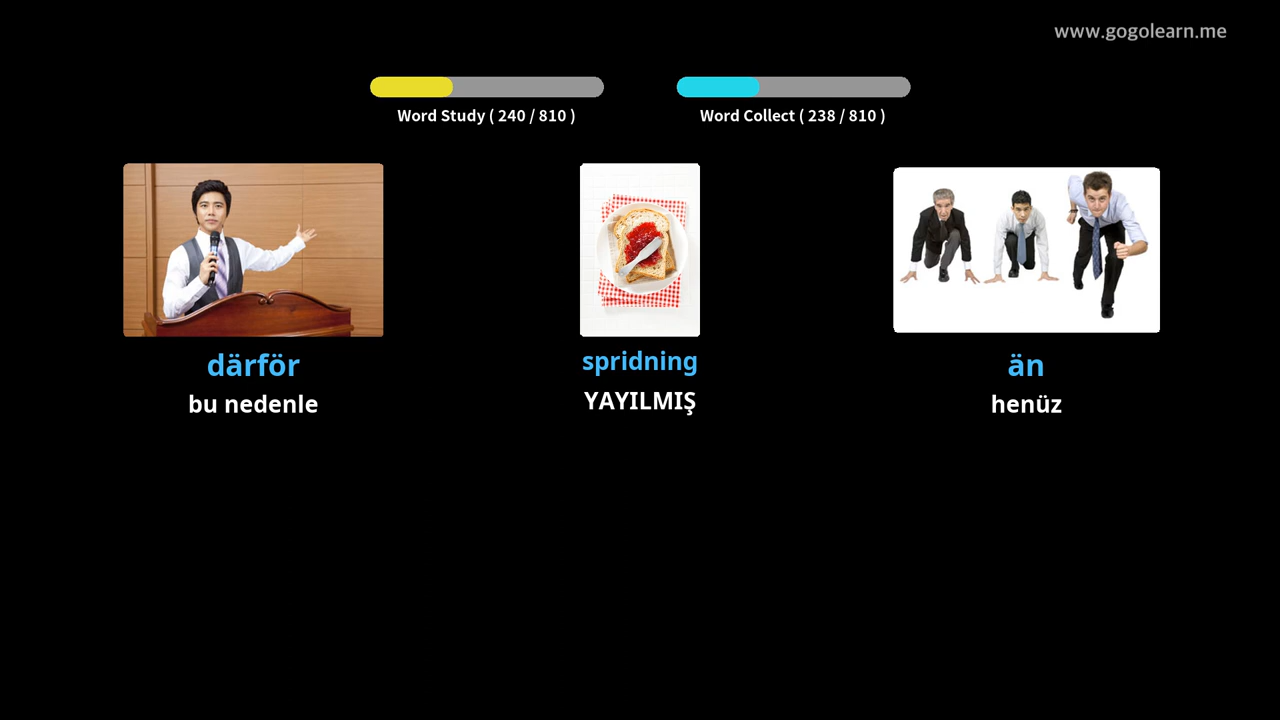 www.gogolearn.me
Word Study ( 240 / 810 )
Word Collect ( 238 / 810 )
därför
bu nedenle
spridning
YAYILMIŞ
än
henüz